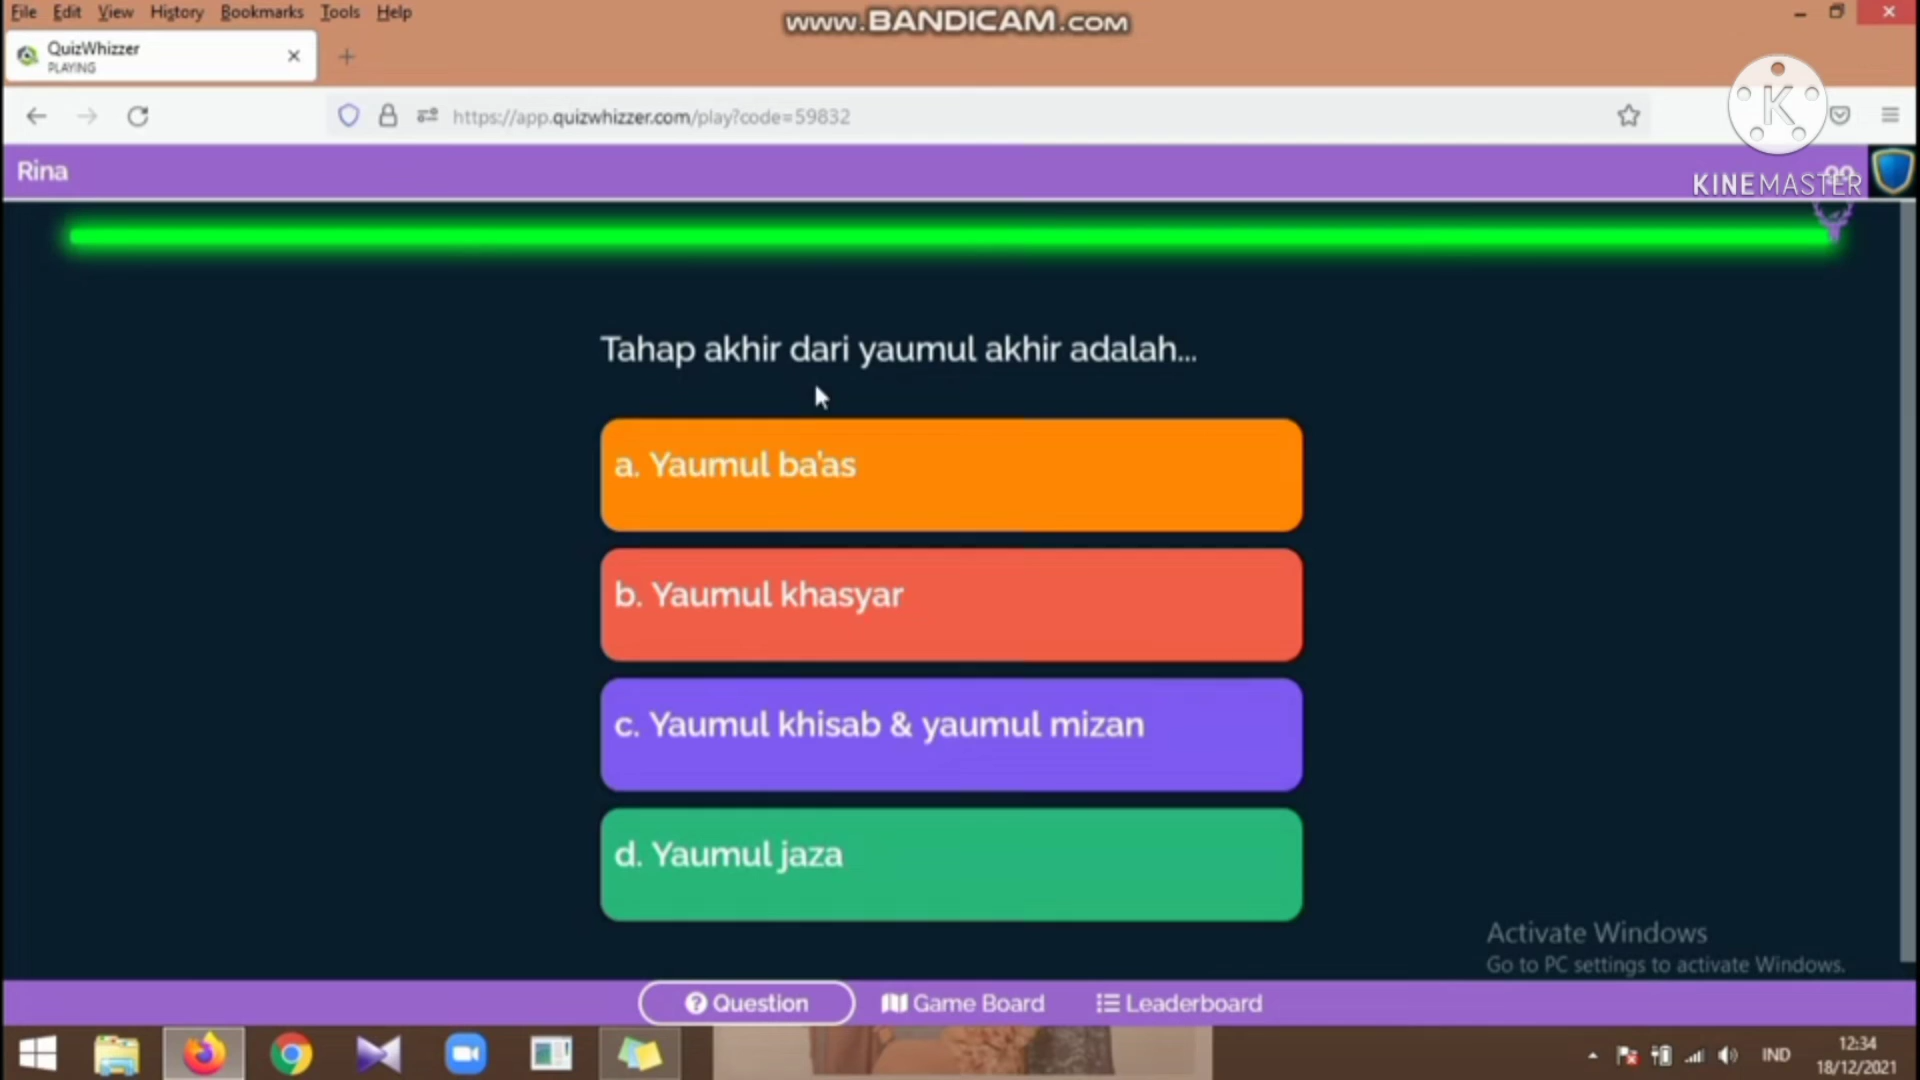 File Edit View History Bookmarks Tools Help
www.BANDICAM.com
QuizWhizzer
PLAYING
https://app.quizwhizzer.com/play?code=59832
Rina
KINEMASTER
Tahap akhir dari yaumul akhir adalah...
a. Yaumul ba'as
b. Yaumul khasyar
c. Yaumul khisab & yaumul mizan
d. Yaumul jaza
Activate Windows
Go to PC settings to activate Windows.
Question Game Board Leaderboard
IND
12:34
18/12/2021